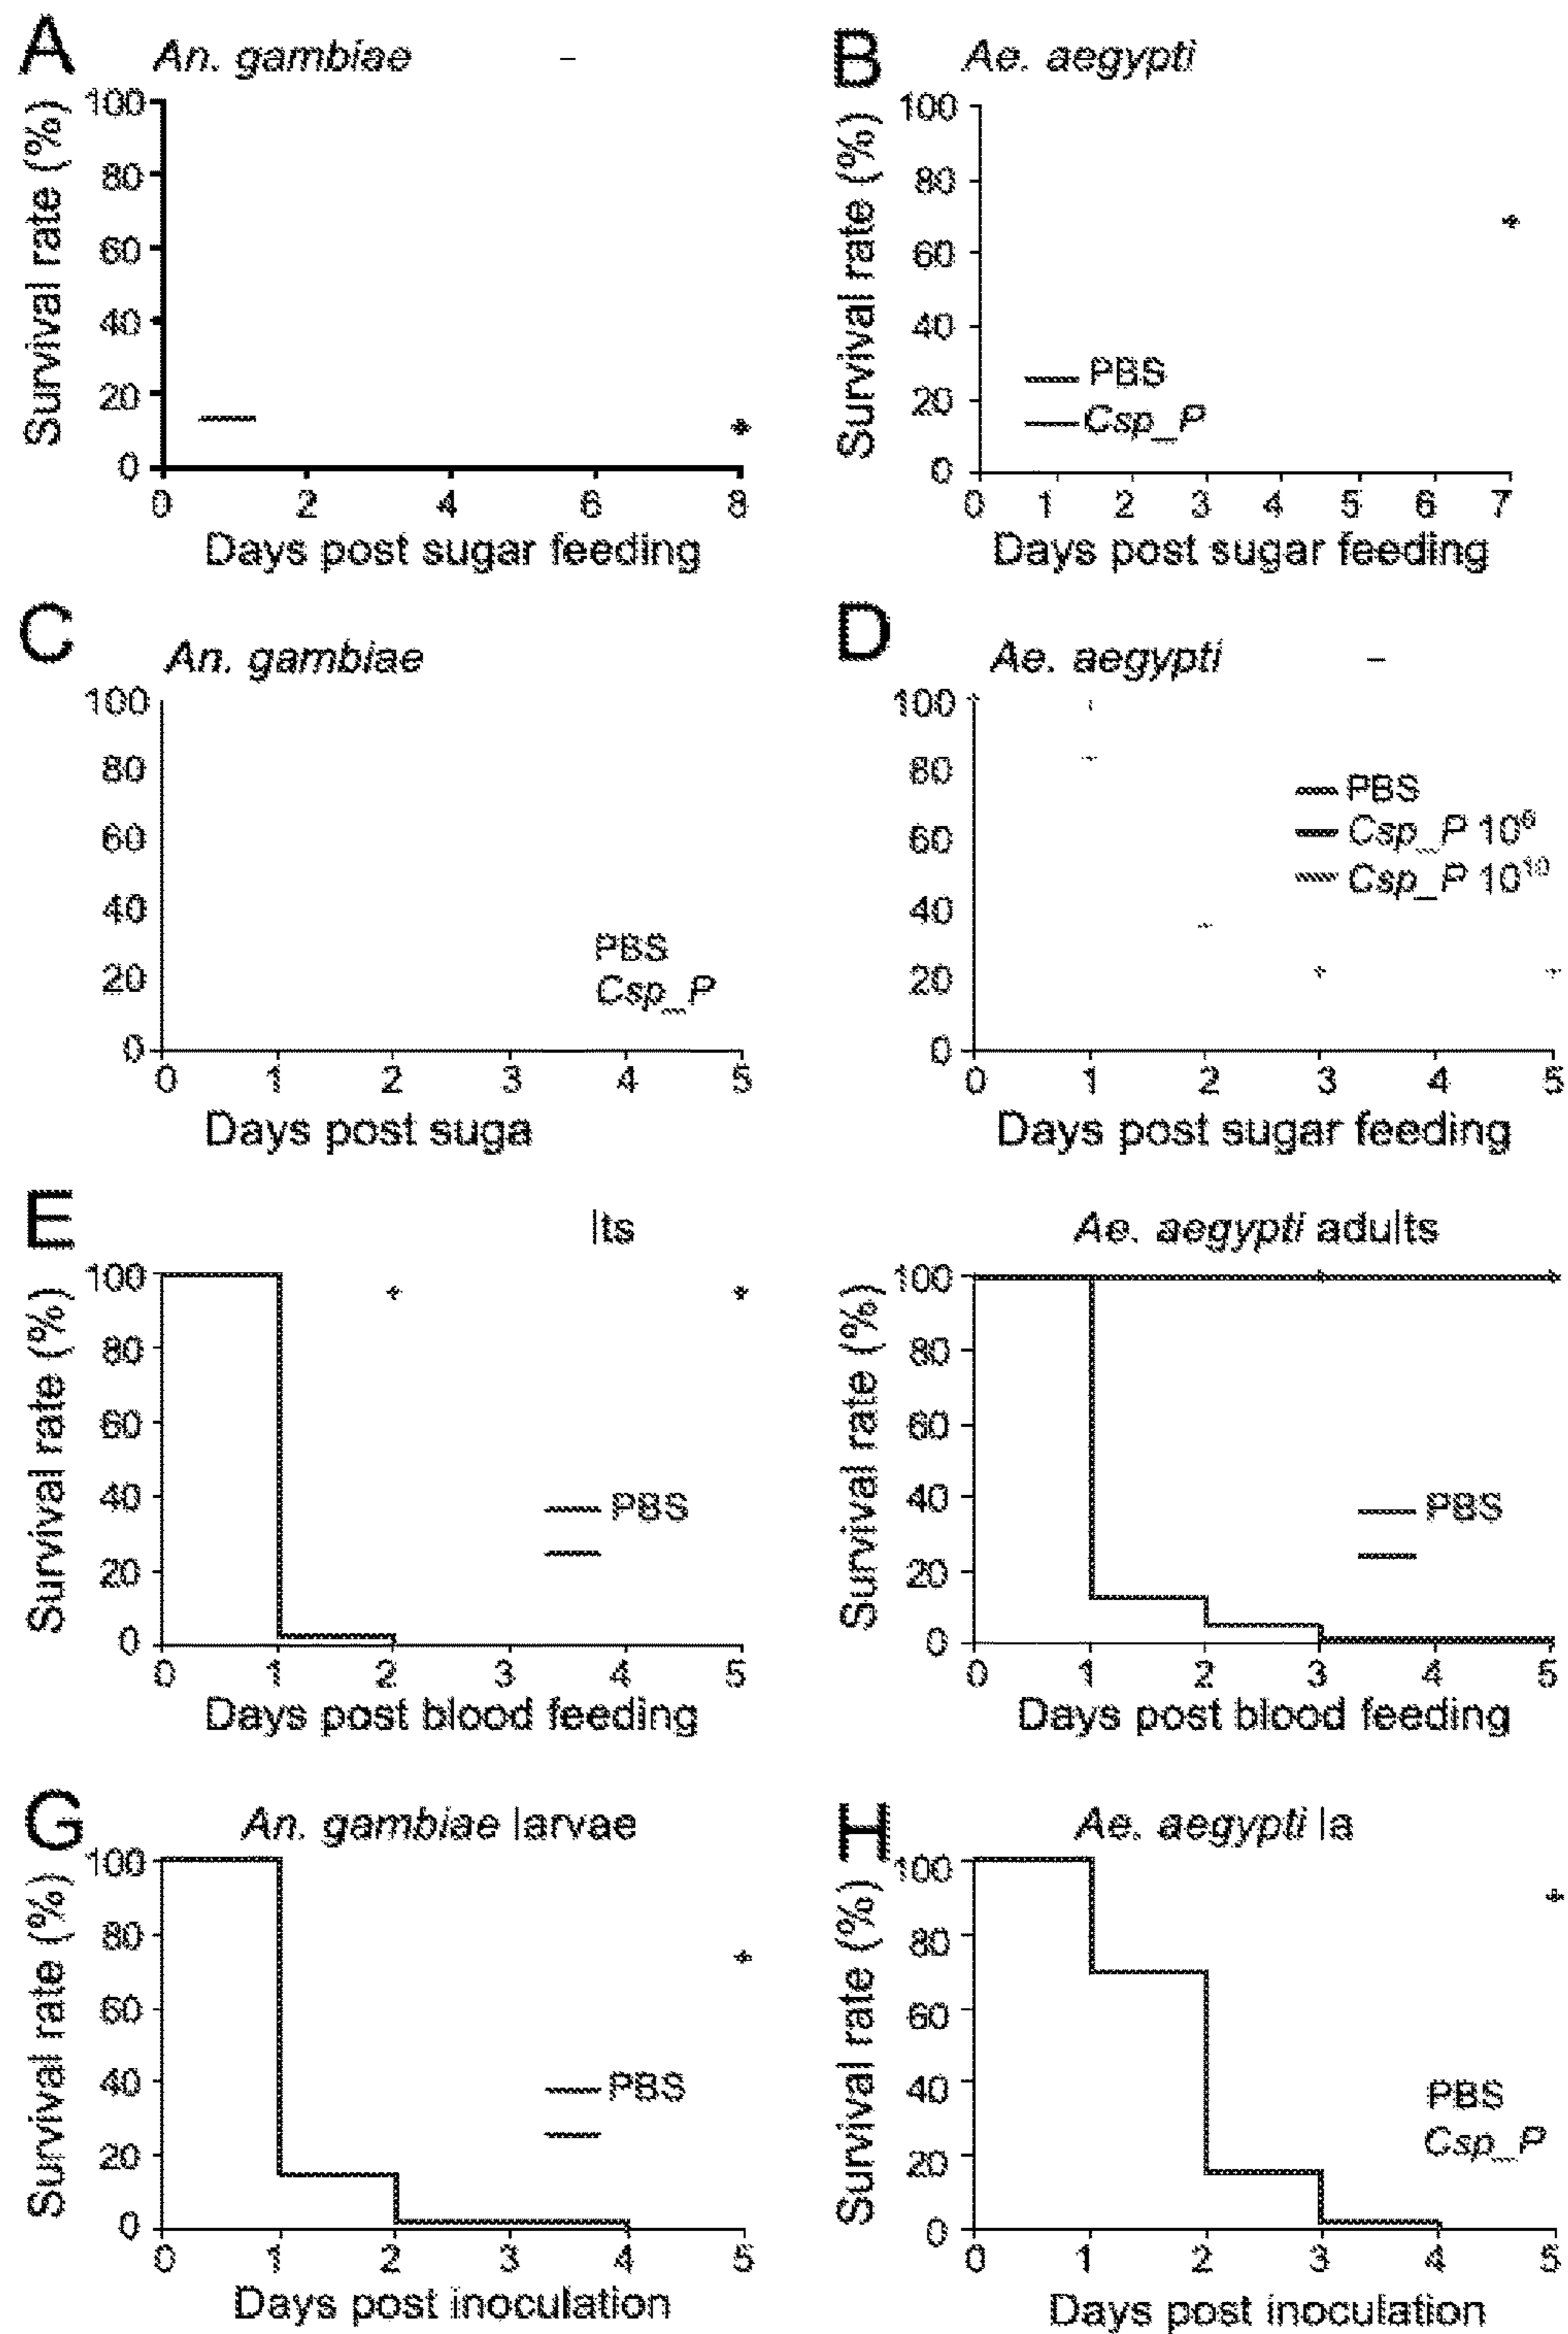 A An. gambiae –
Survival rate (%)
100
80
60
40
20
0
0 2 4 6 8
Days post sugar feeding
B Ae. aegypti
Survival rate (%)
100
80
60
40
20
0
PBS
Csp_P
0 1 2 3 4 5 6 7
Days post sugar feeding
C An. gambiae
100
80
60
40
20
0
PBS
Csp_P
0 1 2 3 4 5
Days post suga
D Ae. aegypti –
100
80
60
40
20
0
PBS
Csp_P 10⁶
Csp_P 10¹⁰
0 1 2 3 4 5
Days post sugar feeding
E lts
Survival rate (%)
100
80
60
40
20
0
PBS
0 1 2 3 4 5
Days post blood feeding
Ae. aegypti adults
Survival rate (%)
100
80
60
40
20
0
PBS
0 1 2 3 4 5
Days post blood feeding
G An. gambiae larvae
Survival rate (%)
100
80
60
40
20
0
PBS
0 1 2 3 4 5
Days post inoculation
H Ae. aegypti la
Survival rate (%)
100
80
60
40
20
0
PBS
Csp_P
0 1 2 3 4 5
Days post inoculation